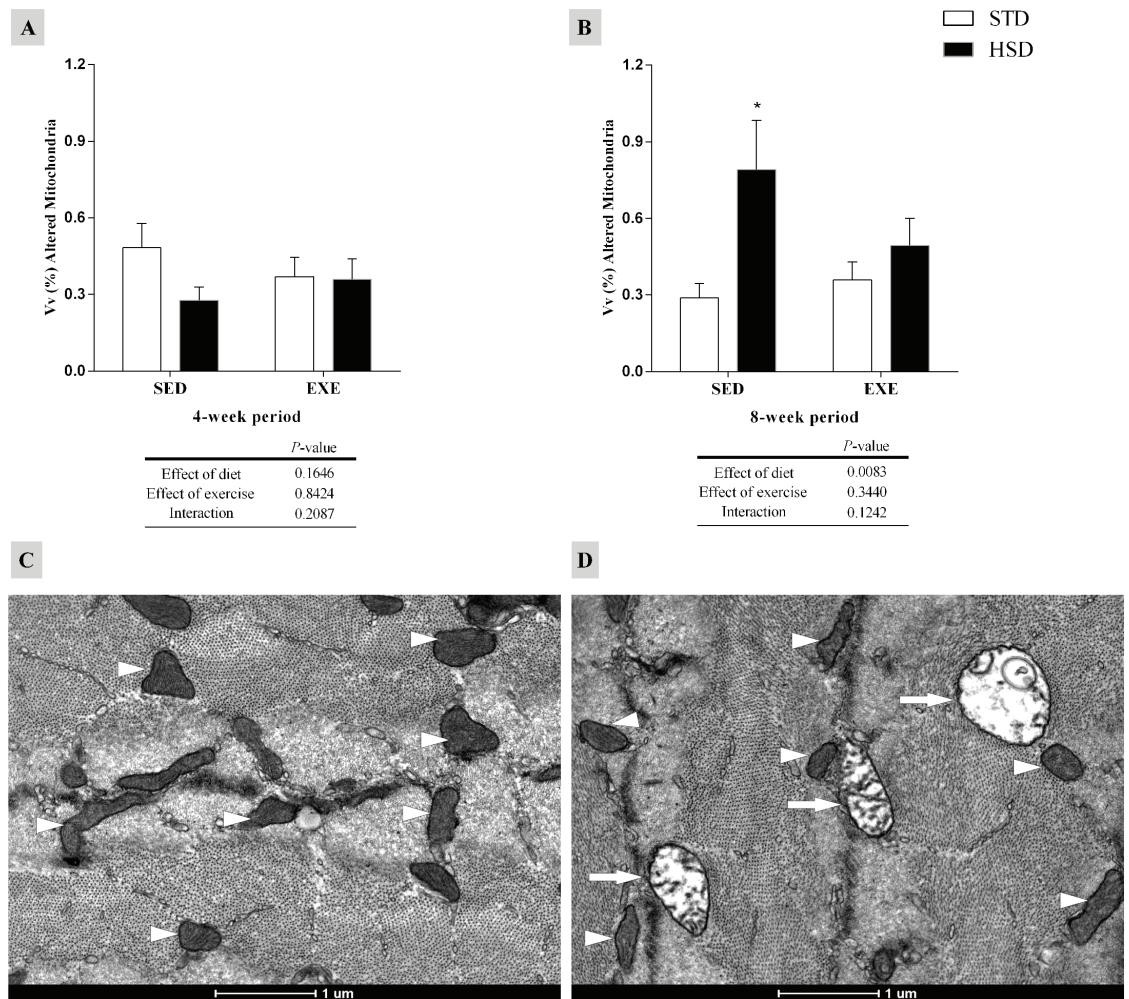 A
Vv (%) Altered Mitochondria
1.2
0.9
0.6
0.3
0.0
SED EXE
4-week period
P-value
Effect of diet 0.1646
Effect of exercise 0.8424
Interaction 0.2087
B
STD
HSD
Vv (%) Altered Mitochondria
1.2
0.9
0.6
0.3
0.0
*
SED EXE
8-week period
P-value
Effect of diet 0.0083
Effect of exercise 0.3440
Interaction 0.1242
C
1 um
D
1 um